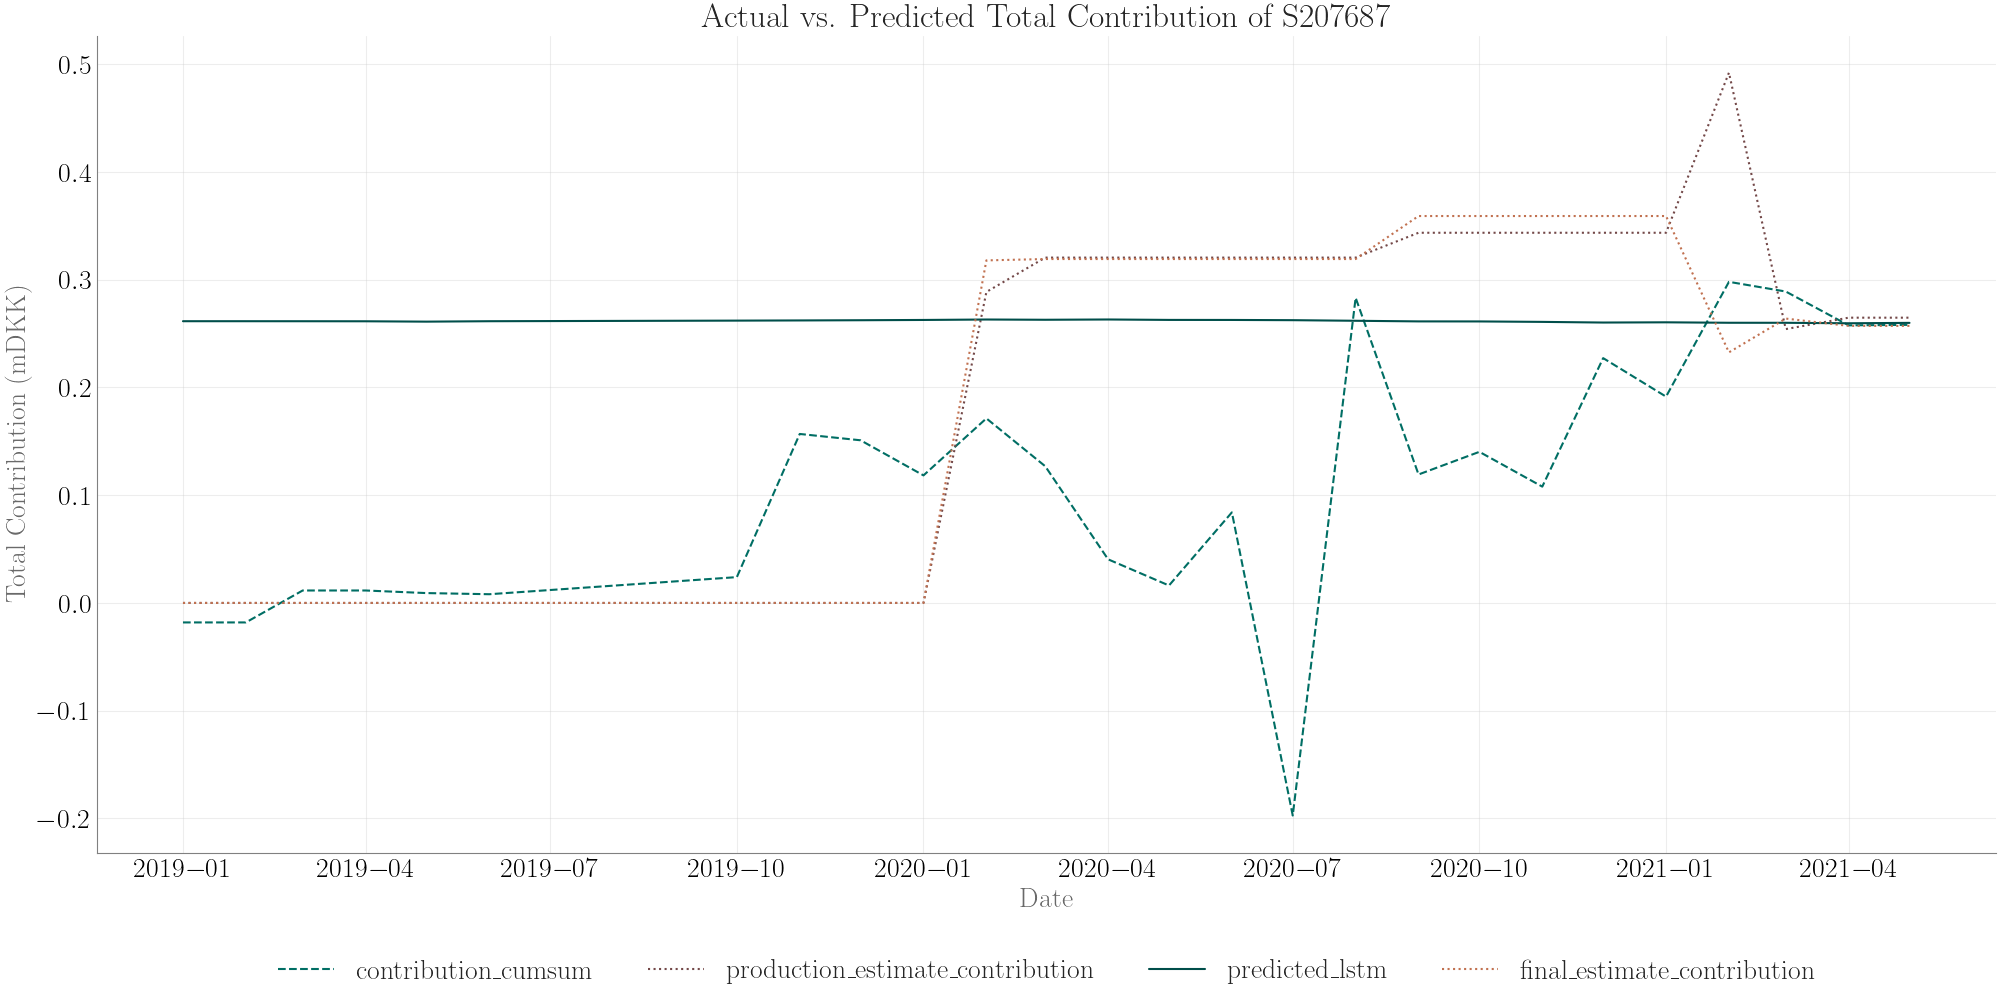 Actual vs. Predicted Total Contribution of S207687
Total Contribution (mDKK)
0.5
0.4
0.3
0.2
0.1
0.0
−0.1
−0.2
2019−01 2019−04 2019−07 2019−10 2020−01 2020−04 2020−07 2020−10 2021−01 2021−04
Date
contribution_cumsum production_estimate_contribution predicted_lstm final_estimate_contribution